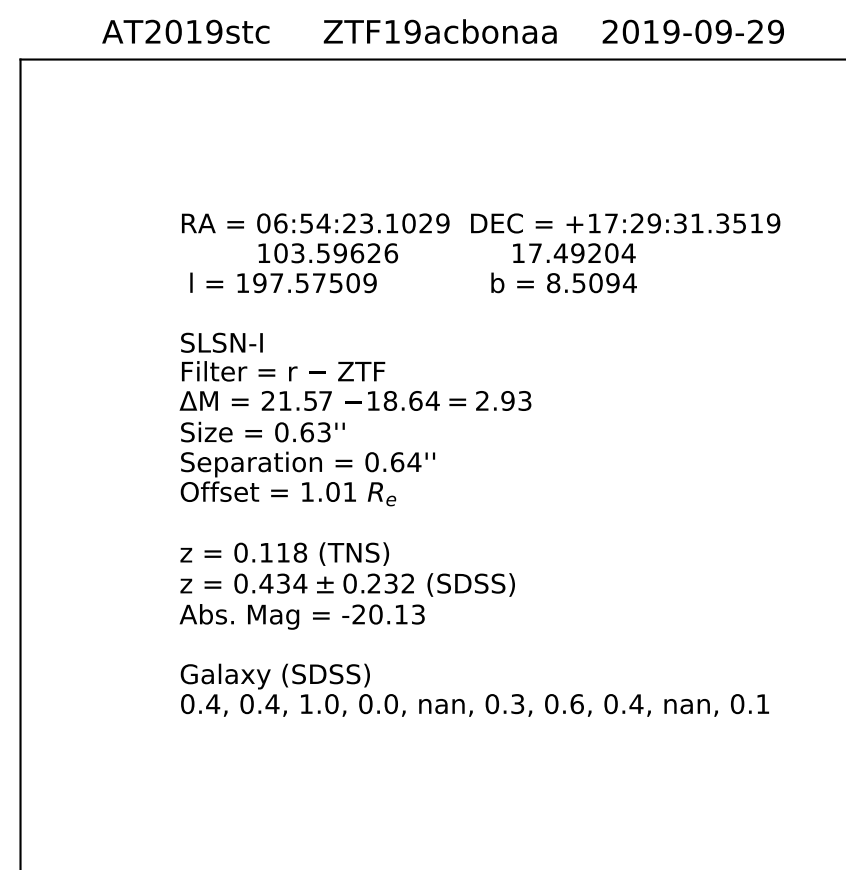 AT2019stc ZTF19acbonaa 2019-09-29
RA = 06:54:23.1029 DEC = +17:29:31.3519
103.59626 17.49204
l = 197.57509 b = 8.5094
SLSN-I
Filter = r − ZTF
ΔM = 21.57 −18.64 = 2.93
Size = 0.63''
Separation = 0.64''
Offset = 1.01 Rₑ
z = 0.118 (TNS)
z = 0.434 ± 0.232 (SDSS)
Abs. Mag = -20.13
Galaxy (SDSS)
0.4, 0.4, 1.0, 0.0, nan, 0.3, 0.6, 0.4, nan, 0.1